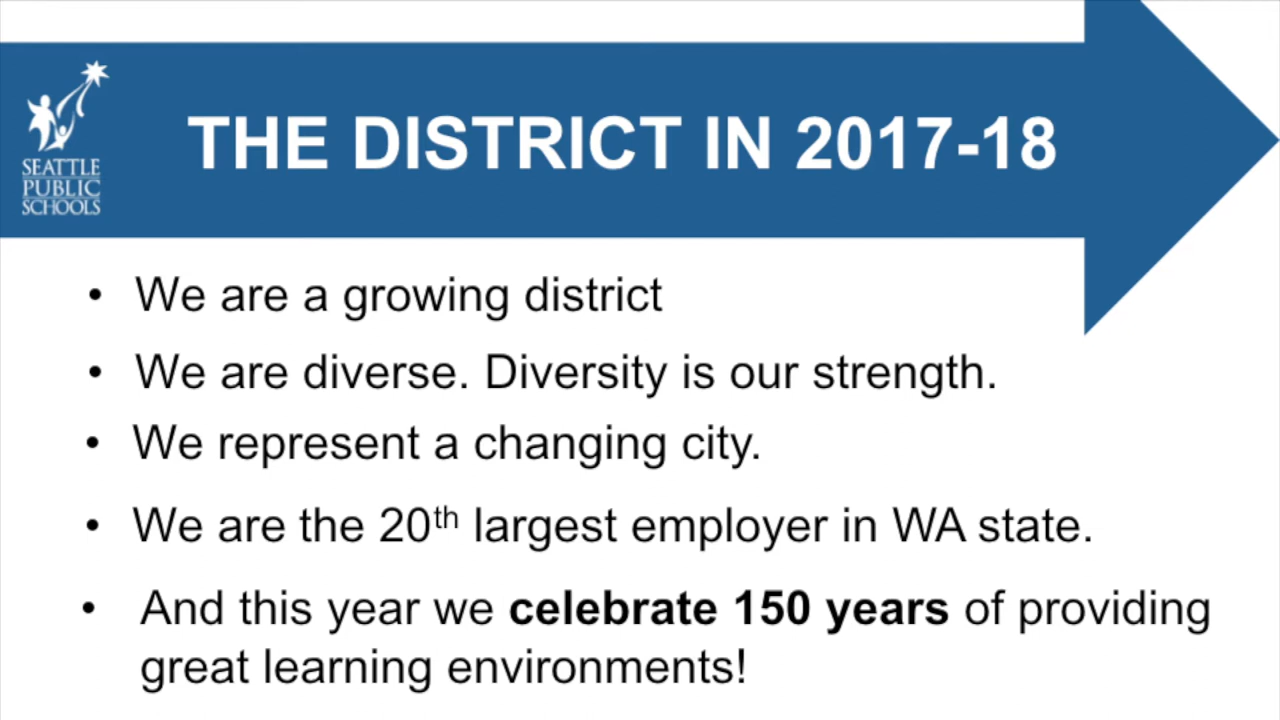 SEATTLE
PUBLIC
SCHOOLS
THE DISTRICT IN 2017-18
• We are a growing district
• We are diverse. Diversity is our strength.
• We represent a changing city.
• We are the 20th largest employer in WA state.
• And this year we celebrate 150 years of providing
great learning environments!